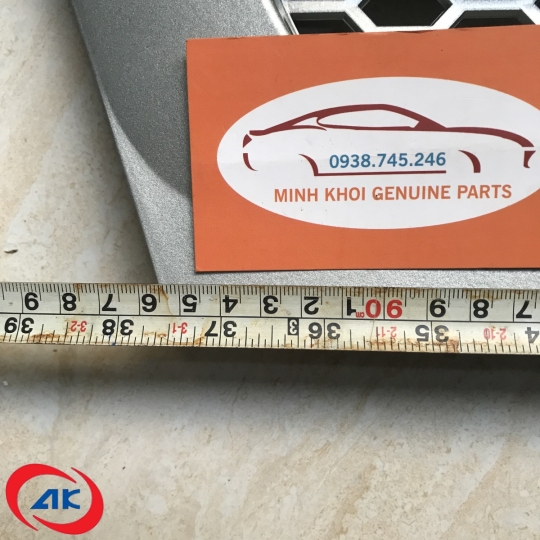 0938.745.246
MINH KHOI GENUINE PARTS
9 8 7 6 5 4 3 2 1 90cm 9 8 7
39 3-2 38 3-1 37 36 2-11 35 2-10
AK